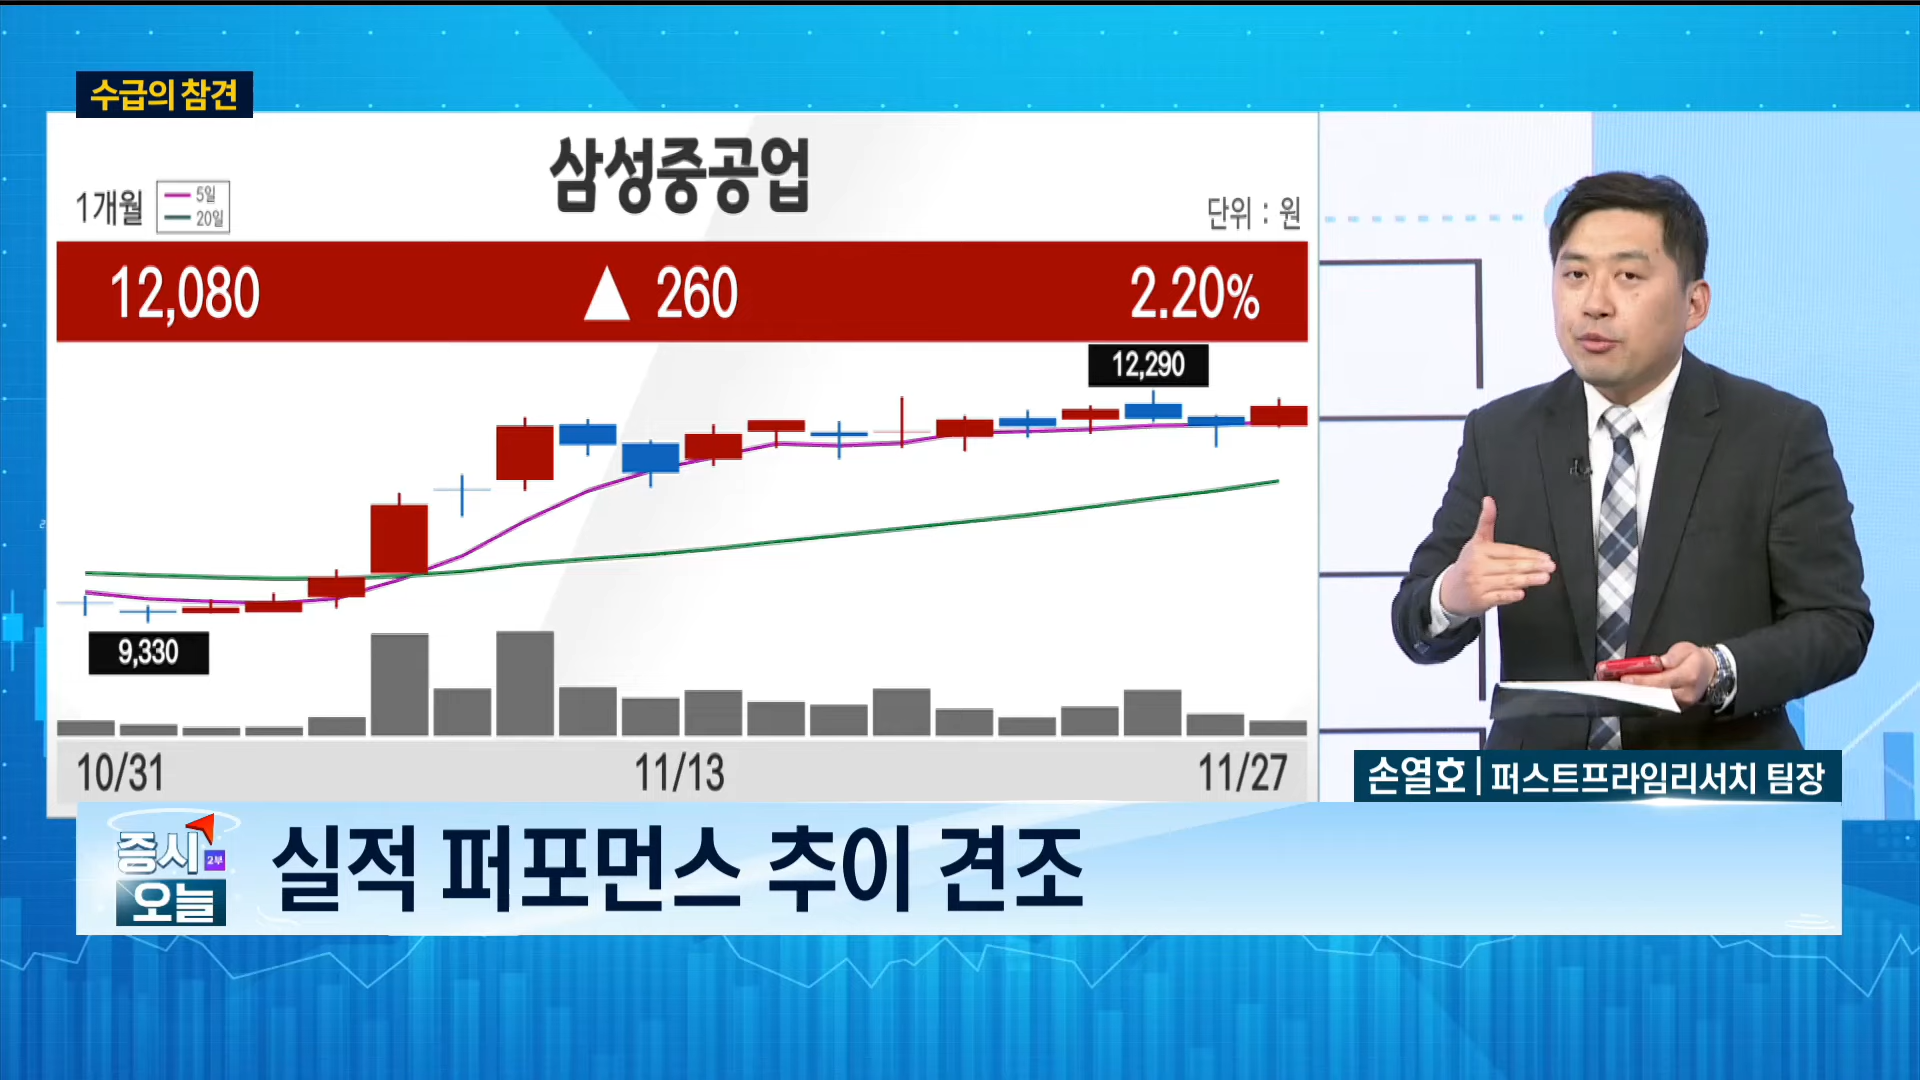 수급의 참견
삼성중공업
1개월
5일
20일
단위 : 원
12,080 ▲ 260 2.20%
12,290
9,330
10/31 11/13 11/27
손열호 | 퍼스트프라임리서치 팀장
증시 2부
오늘
실적 퍼포먼스 추이 견조